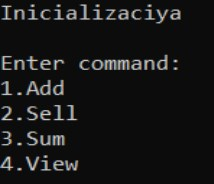 Inicializaciya
Enter command:
1.Add
2.Sell
3.Sum
4.View